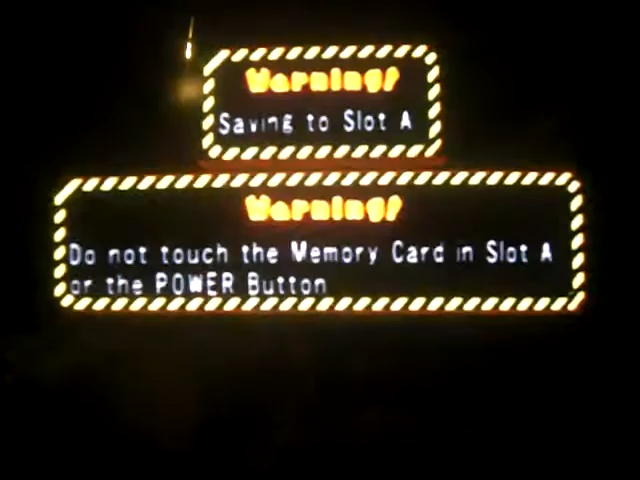 Warning!
Saving to Slot A
Warning!
Do not touch the Memory Card in Slot A
or the POWER Button